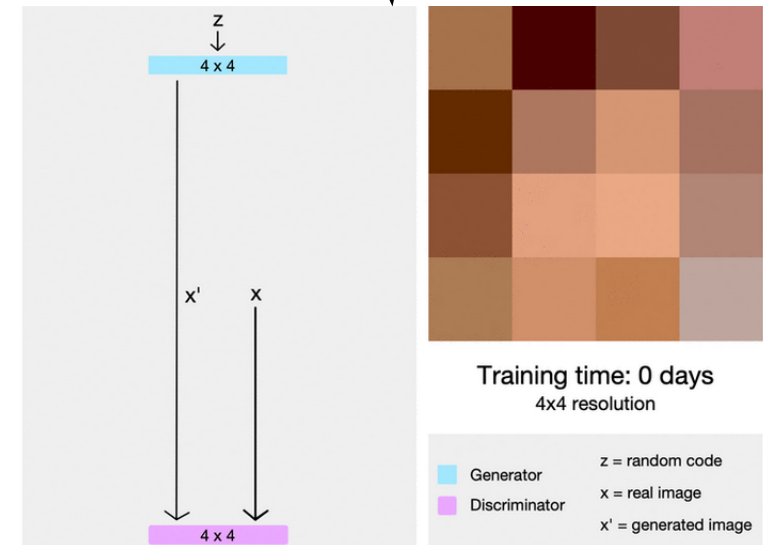 z
4 x 4
x'
x
4 x 4
Training time: 0 days
4x4 resolution
Generator
Discriminator
z = random code
x = real image
x' = generated image